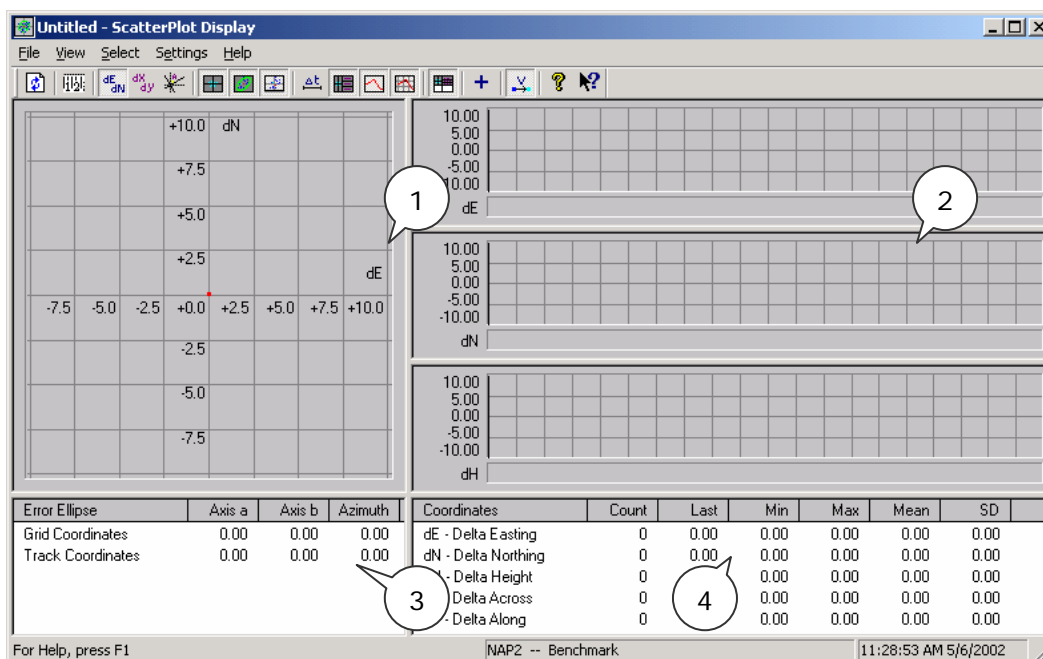 Untitled - ScatterPlot Display
File View Select Settings Help
+10.0 dN
+7.5
+5.0
+2.5
dE
-7.5 -5.0 -2.5 +0.0 +2.5 +5.0 +7.5 +10.0
-2.5
-5.0
-7.5
1
10.00
5.00
0.00
-5.00
10.00
dE
2
10.00
5.00
0.00
-5.00
-10.00
dN
10.00
5.00
0.00
-5.00
-10.00
dH
Error Ellipse Axis a Axis b Azimuth
Grid Coordinates 0.00 0.00 0.00
Track Coordinates 0.00 0.00 0.00
3
Coordinates Count Last Min Max Mean SD
dE - Delta Easting 0 0.00 0.00 0.00 0.00 0.00
dN - Delta Northing 0 0.00 0.00 0.00 0.00 0.00
- Delta Height 0 0.00 0.00 0.00 0.00
Delta Across 0 0.00 0.00 0.00 0.00
- Delta Along 0 0.00 0.00 0.00 0.00
4
For Help, press F1
NAP2 -- Benchmark
11:28:53 AM 5/6/2002